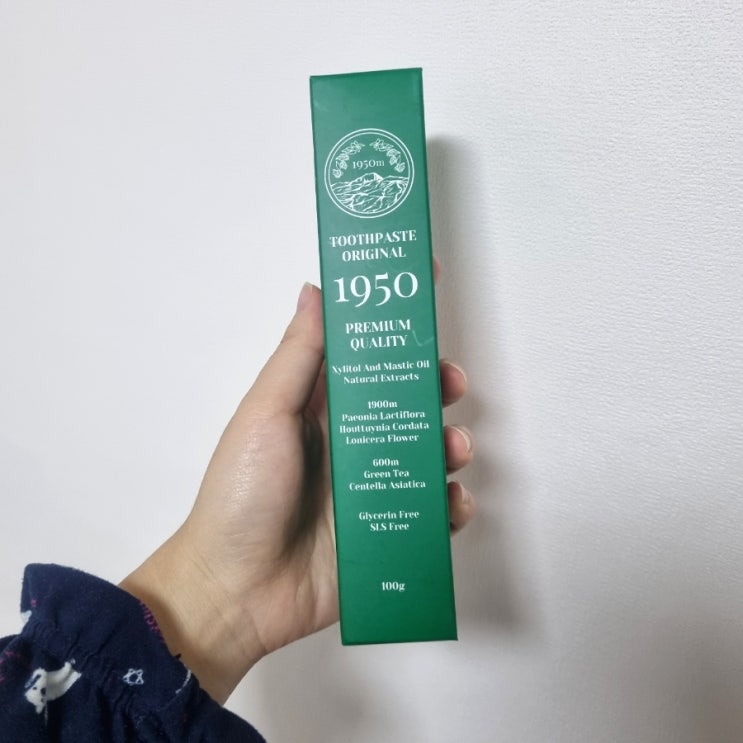 1950m
TOOTHPASTE
ORIGINAL
1950
PREMIUM
QUALITY
Xylitol And Mastic Oil
Natural Extracts
1900m
Paeonia Lactiflora
Houttuynia Cordata
Lonicera Flower
600m
Green Tea
Centella Asiatica
Glycerin Free
SLS Free
100g